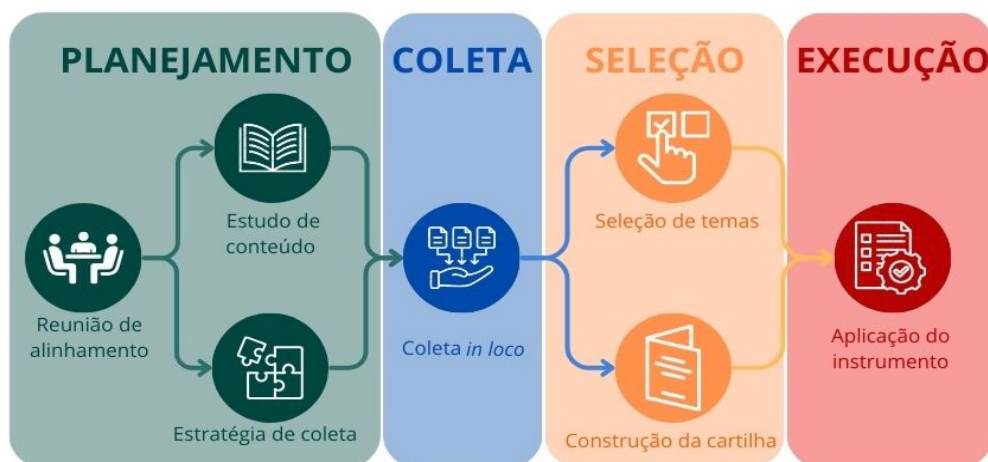 PLANEJAMENTO
Reunião de
alinhamento
Estudo de
conteúdo
Estratégia de coleta
COLETA
Coleta in loco
SELEÇÃO
Seleção de temas
Construção da cartilha
EXECUÇÃO
Aplicação do
instrumento